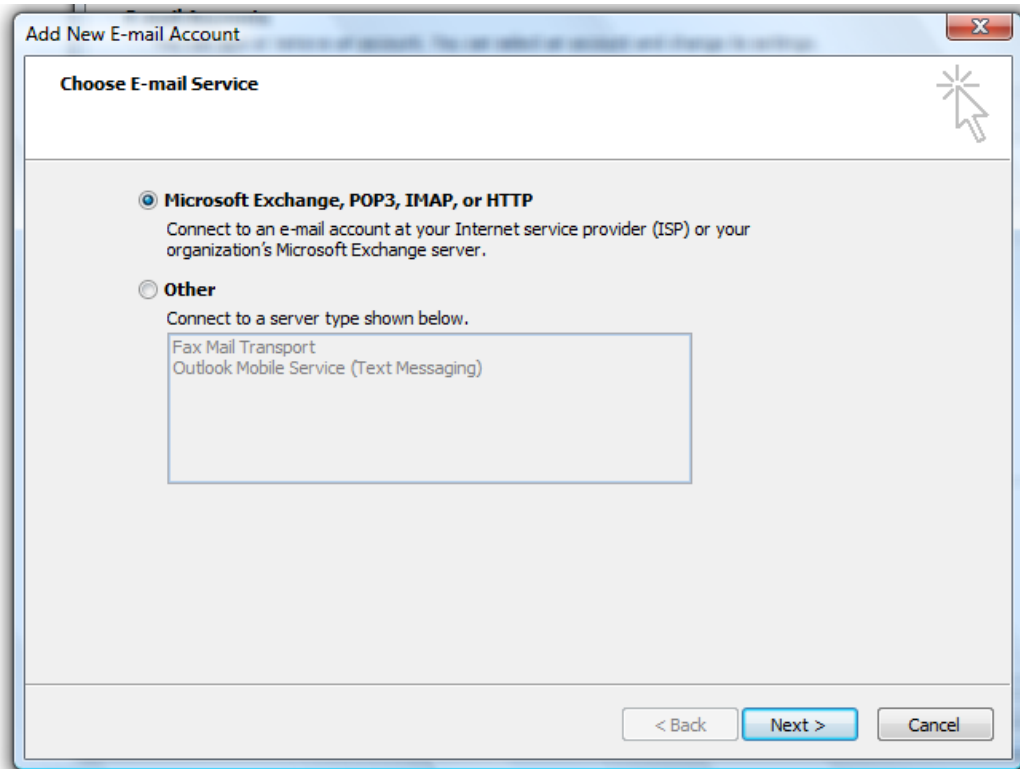 Add New E-mail Account
Choose E-mail Service
Microsoft Exchange, POP3, IMAP, or HTTP
Connect to an e-mail account at your Internet service provider (ISP) or your
organization's Microsoft Exchange server.
Other
Connect to a server type shown below.
Fax Mail Transport
Outlook Mobile Service (Text Messaging)
< Back Next > Cancel